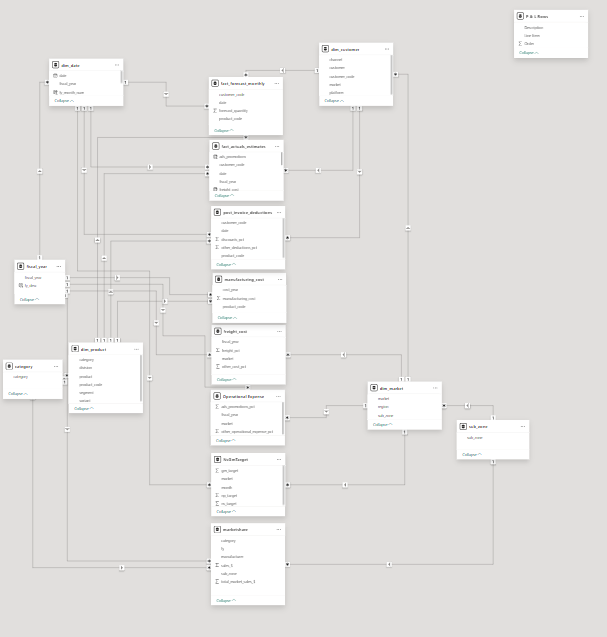 P & L Rows
Description
Line Item
Order
dim_customer
channel
customer
customer_code
market
platform
Collapse
dim_date
date
fiscal_year
fy_month_num
Collapse
fact_forecast_monthly
customer_code
date
forecast_quantity
product_code
Collapse
fact_actuals_estimates
ads_promotions
customer_code
date
fiscal_year
freight_cost
Collapse
post_invoice_deductions
customer_code
date
discounts_pct
other_deductions_pct
product_code
Collapse
fiscal_year
fiscal_year
fy_desc
Collapse
manufacturing_cost
cost_year
manufacturing_cost
product_code
Collapse
freight_cost
fiscal_year
freight_pct
market
other_cost_pct
Collapse
dim_product
category
division
product
product_code
segment
variant
Collapse
category
category
Collapse
Operational Expense
ads_promotions_pct
fiscal_year
market
other_operational_expense_pct
Collapse
dim_market
market
region
sub_zone
Collapse
sub_zone
sub_zone
Collapse
NsGmTarget
gm_target
market
month
np_target
ns_target
Collapse
marketshare
category
fy
manufacturer
sales_$
sub_zone
total_market_sales_$
Collapse